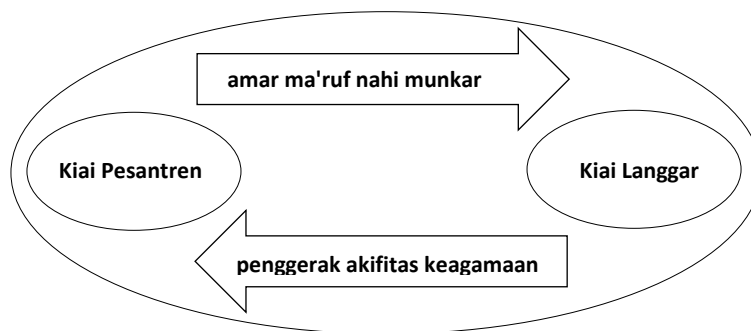 amar ma'ruf nahi munkar
Kiai Pesantren
Kiai Langgar
penggerak akifitas keagamaan